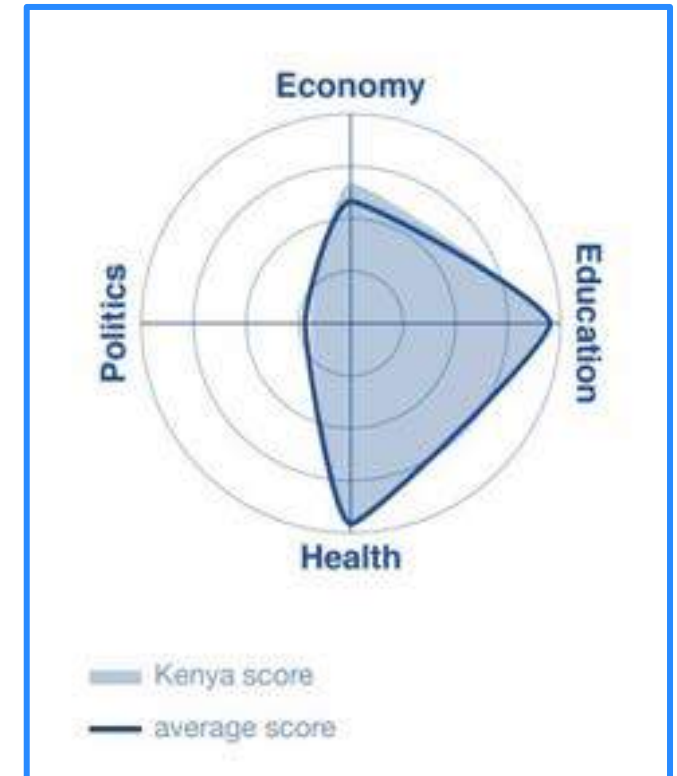 Economy
Education
Politics
Health
Kenya score
average score